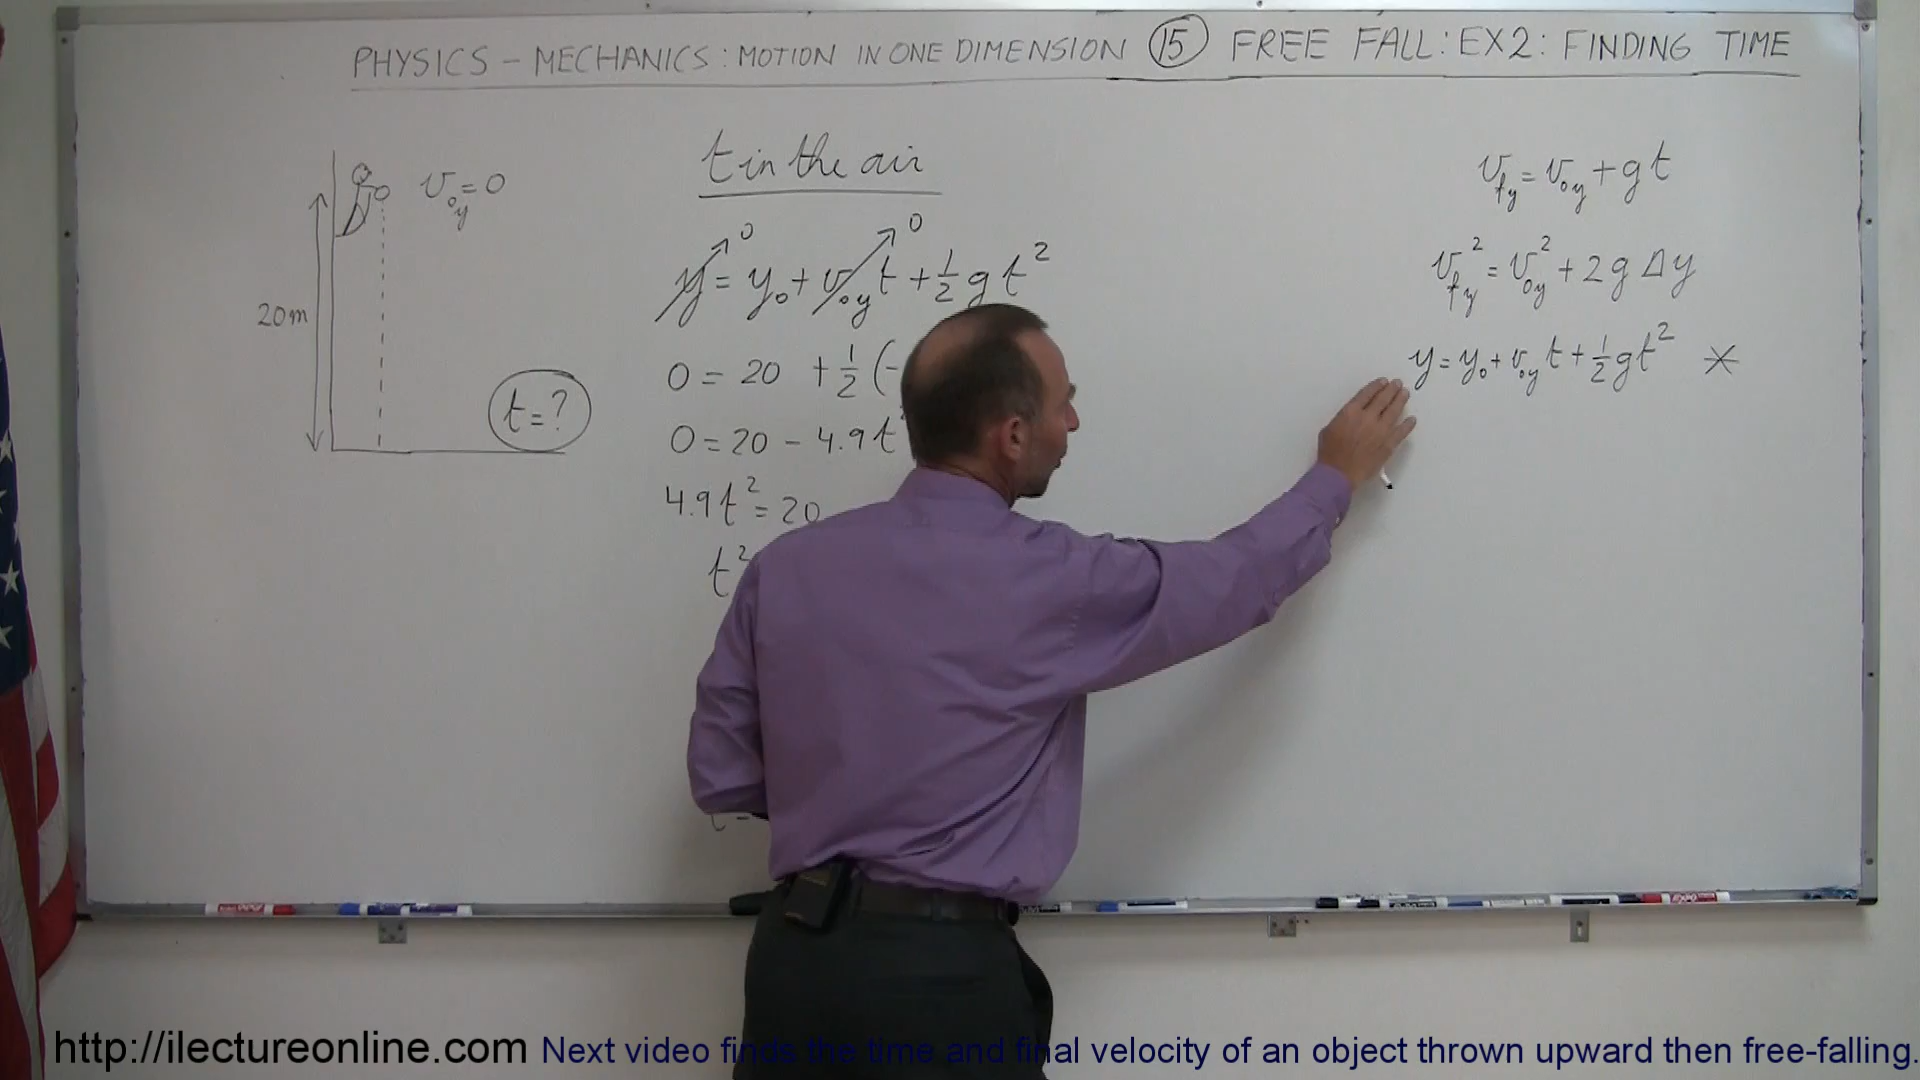 PHYSICS – MECHANICS: MOTION IN ONE DIMENSION 15 FREE FALL: EX2: FINDING TIME
v₀y = 0
20m
t = ?
t in the air
0 0
y = y₀ + v₀y t + 1/2 g t²
0 = 20 + 1/2 (-
0 = 20 - 4.9t
4.9t² = 20
t²
t =
vfy = v₀y + gt
vfy² = v₀y² + 2gΔy
y = y₀ + v₀y t + 1/2 gt² *
http://ilectureonline.com Next video finds the time and final velocity of an object thrown upward then free-falling.